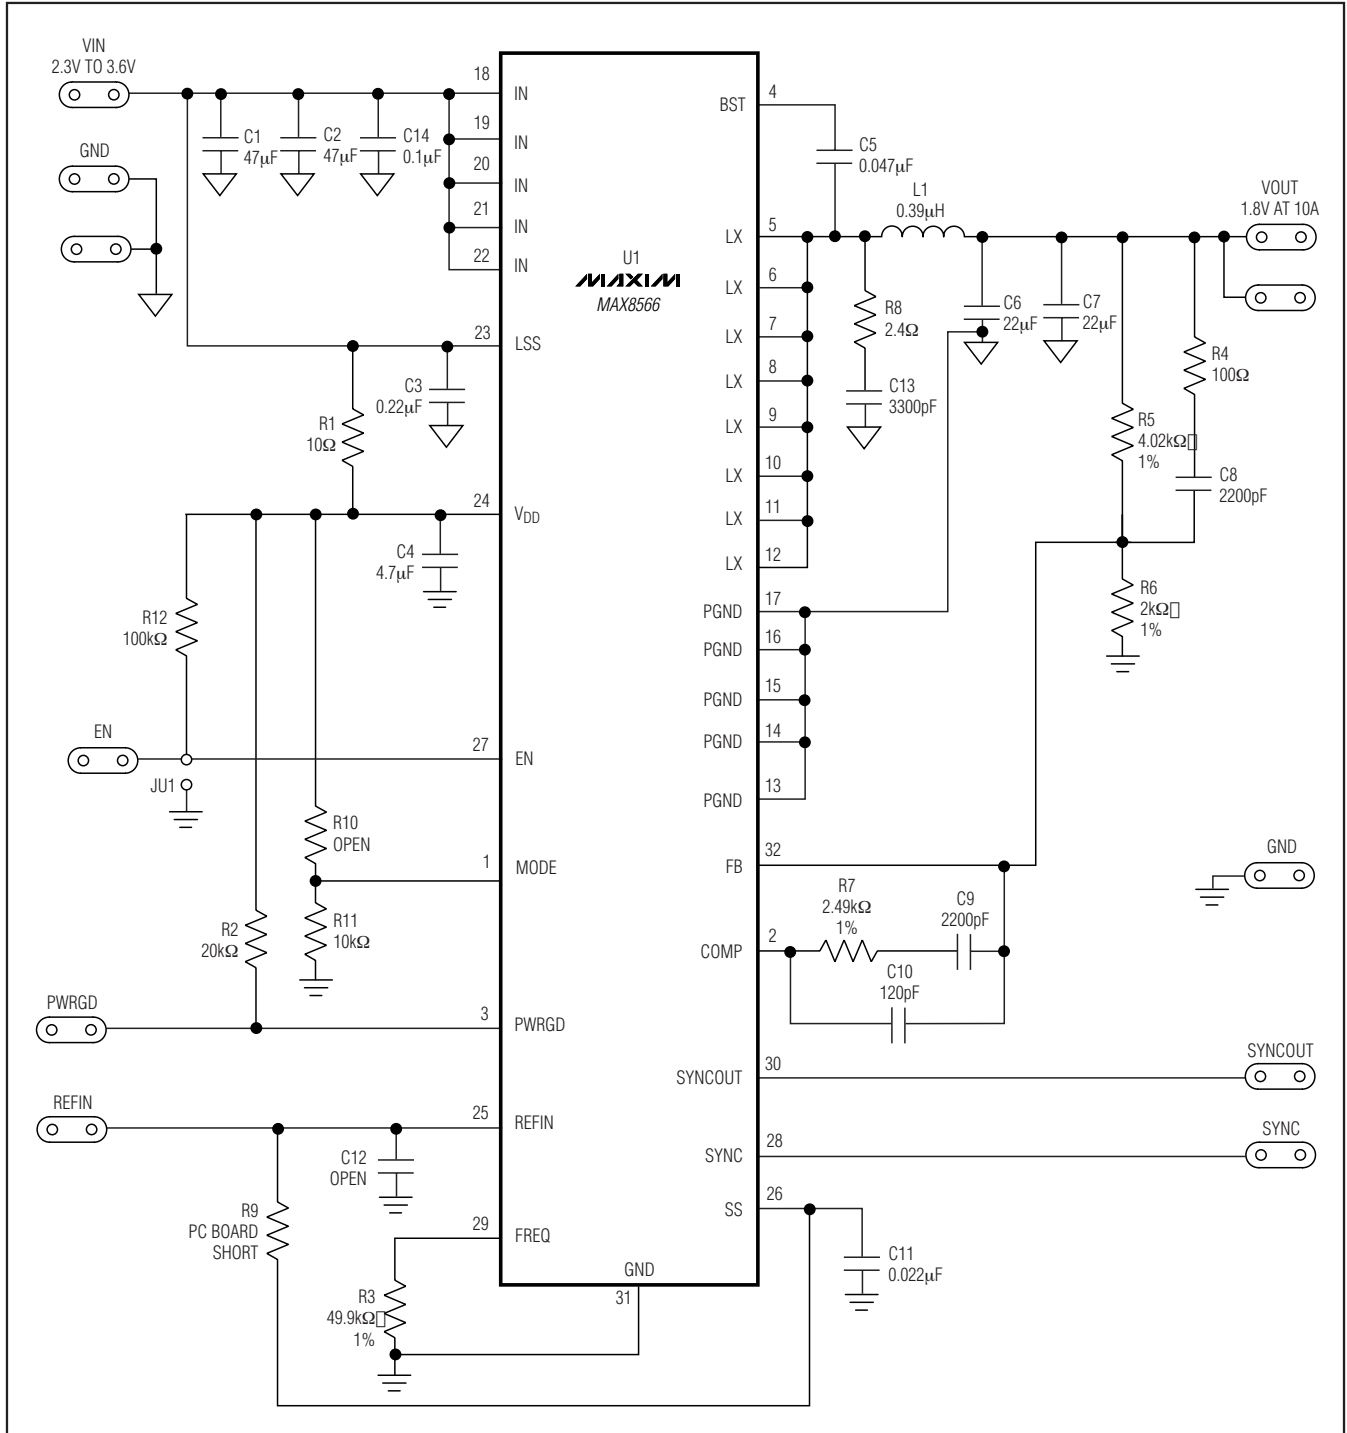 VIN
2.3V TO 3.6V
GND
C1
47µF
C2
47µF
C14
0.1µF
18
IN
19
IN
20
IN
21
IN
22
IN
23
LSS
C3
0.22µF
R1
10Ω
24
VDD
C4
4.7µF
R12
100kΩ
EN
JU1
27
EN
R10
OPEN
1
MODE
R11
10kΩ
R2
20kΩ
PWRGD
3
PWRGD
REFIN
25
REFIN
C12
OPEN
R9
PC BOARD
SHORT
29
FREQ
R3
49.9kΩ▯
1%
GND
31
U1
MAXIM
MAX8566
BST
4
C5
0.047µF
L1
0.39µH
VOUT
1.8V AT 10A
LX
5
LX
6
LX
7
LX
8
LX
9
LX
10
LX
11
LX
12
R8
2.4Ω
C13
3300pF
C6
22µF
C7
22µF
R4
100Ω
R5
4.02kΩ▯
1%
C8
2200pF
R6
2kΩ▯
1%
PGND
17
PGND
16
PGND
15
PGND
14
PGND
13
FB
32
GND
R7
2.49kΩ
1%
C9
2200pF
COMP
2
C10
120pF
SYNCOUT
30
SYNCOUT
SYNC
28
SYNC
SS
26
C11
0.022µF